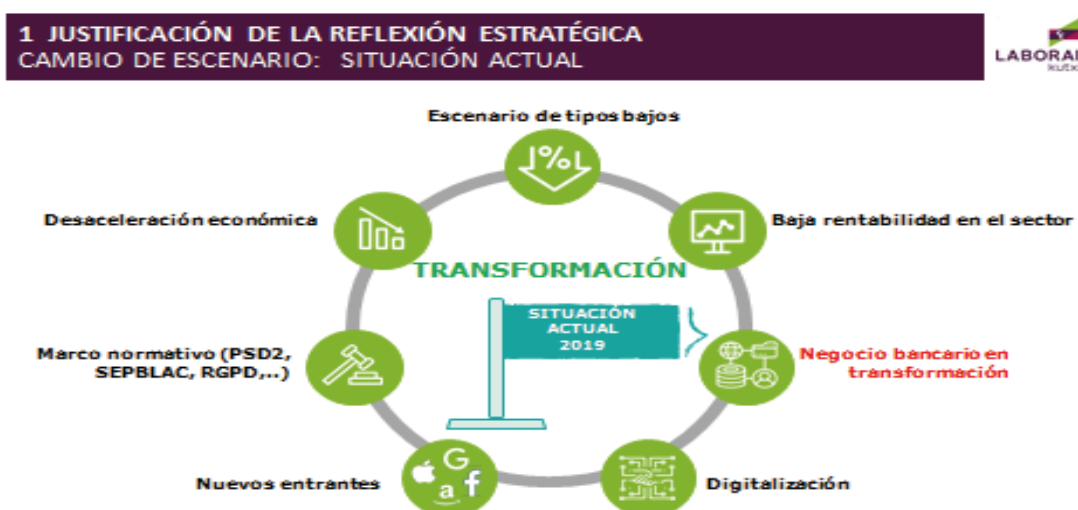 1 JUSTIFICACIÓN DE LA REFLEXIÓN ESTRATÉGICA
CAMBIO DE ESCENARIO: SITUACIÓN ACTUAL
Escenario de tipos bajos
Desaceleración económica
Baja rentabilidad en el sector
TRANSFORMACIÓN
SITUACIÓN
ACTUAL
2019
Marco normativo (PSD2,
SEPBLAC, RGPD,..)
Negocio bancario en
transformación
Nuevos entrantes
Digitalización